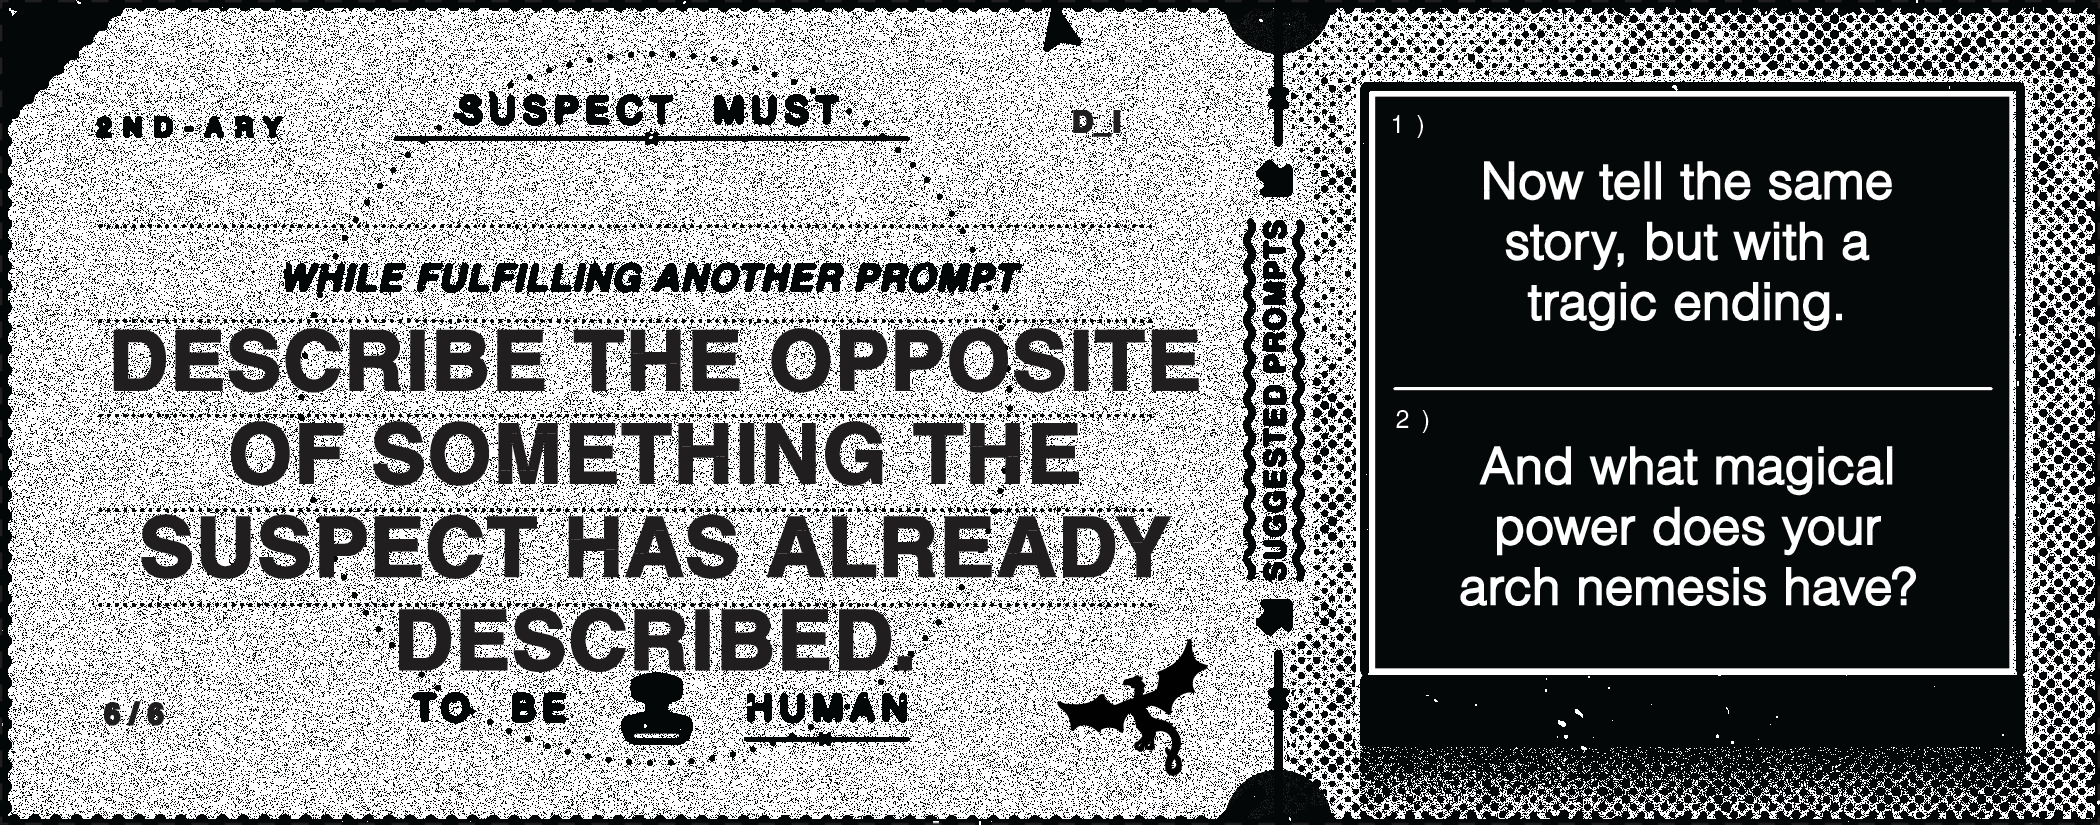 SUSPECT MUST
2ND-ARY
D_I
WHILE FULFILLING ANOTHER PROMPT
DESCRIBE THE OPPOSITE
OF SOMETHING THE
SUSPECT HAS ALREADY
DESCRIBED.
6/6
TO BE HUMAN
SUGGESTED PROMPTS
1 )
Now tell the same
story, but with a
tragic ending.
2 )
And what magical
power does your
arch nemesis have?